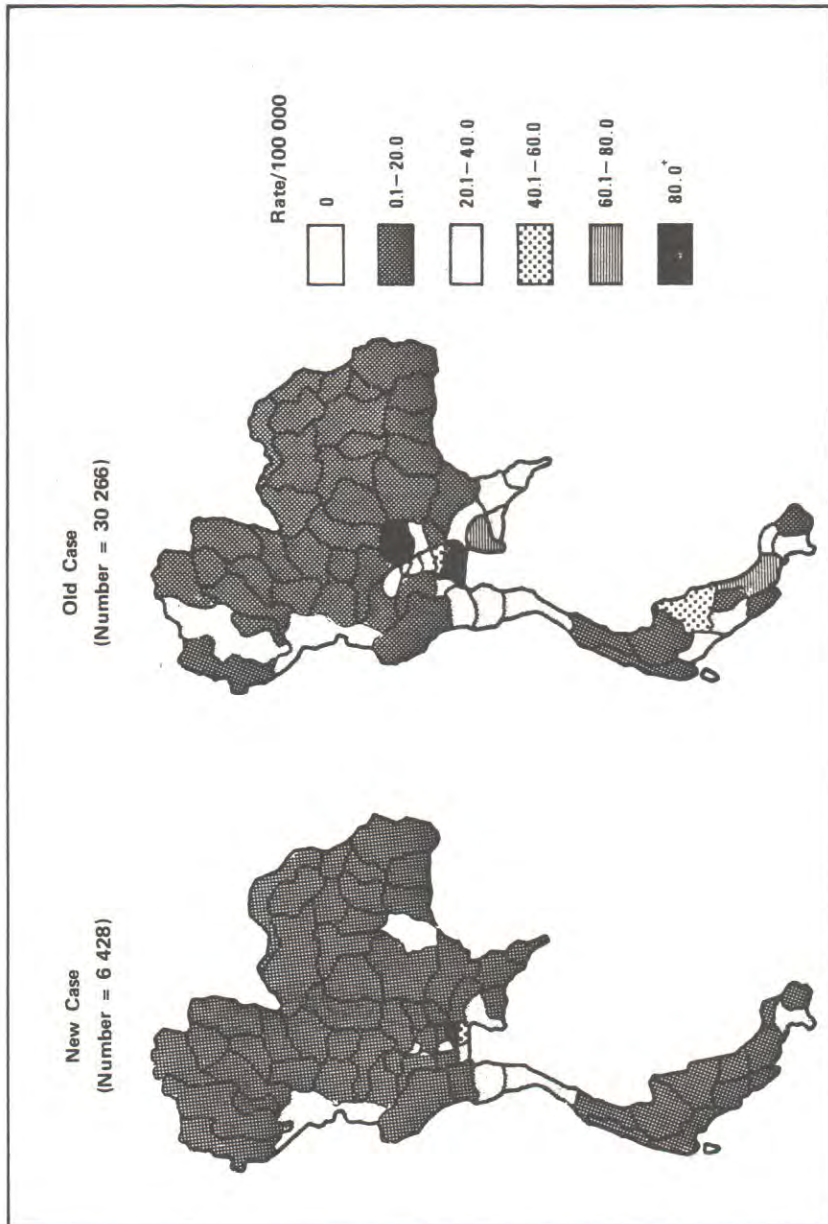 New Case
(Number = 6 428)
Old Case
(Number = 30 266)
Rate/100 000
0
0.1–20.0
20.1–40.0
40.1–60.0
60.1–80.0
80.0+